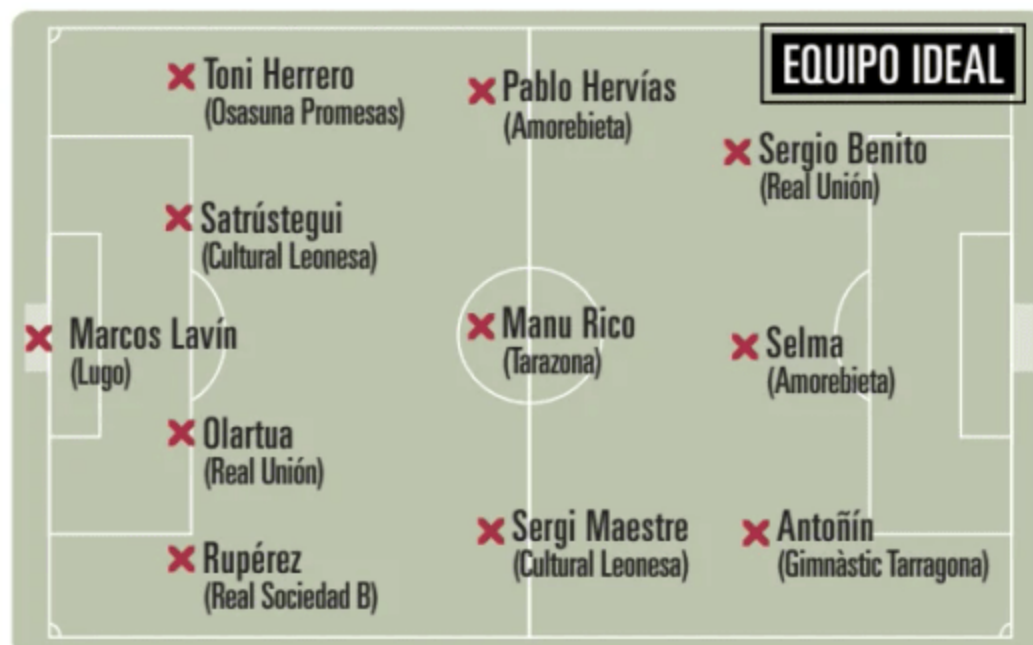 EQUIPO IDEAL
Toni Herrero
(Osasuna Promesas)
Pablo Hervías
(Amorebieta)
Sergio Benito
(Real Unión)
Satrústegui
(Cultural Leonesa)
Marcos Lavín
(Lugo)
Manu Rico
(Tarazona)
Selma
(Amorebieta)
Olartua
(Real Unión)
Sergi Maestre
(Cultural Leonesa)
Antoñín
(Gimnàstic Tarragona)
Rupérez
(Real Sociedad B)